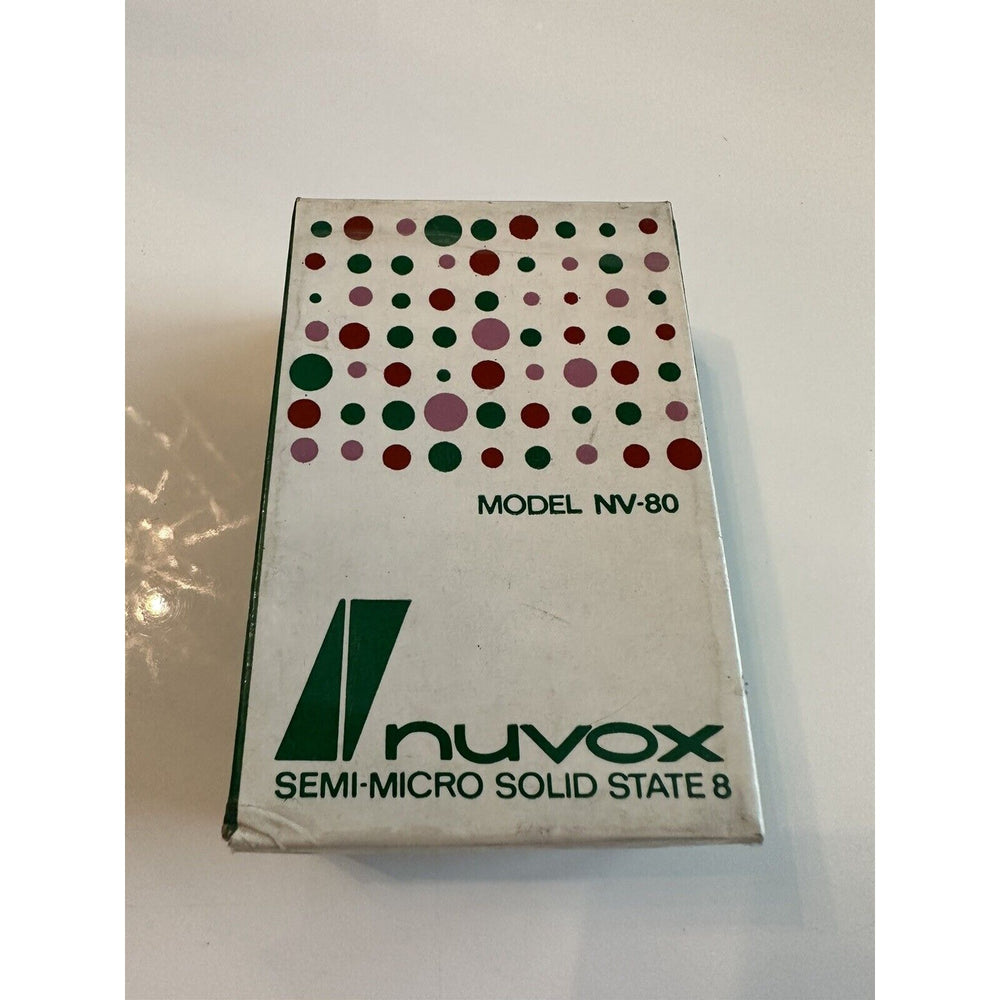 MODEL NV-80
nuvox
SEMI-MICRO SOLID STATE 8